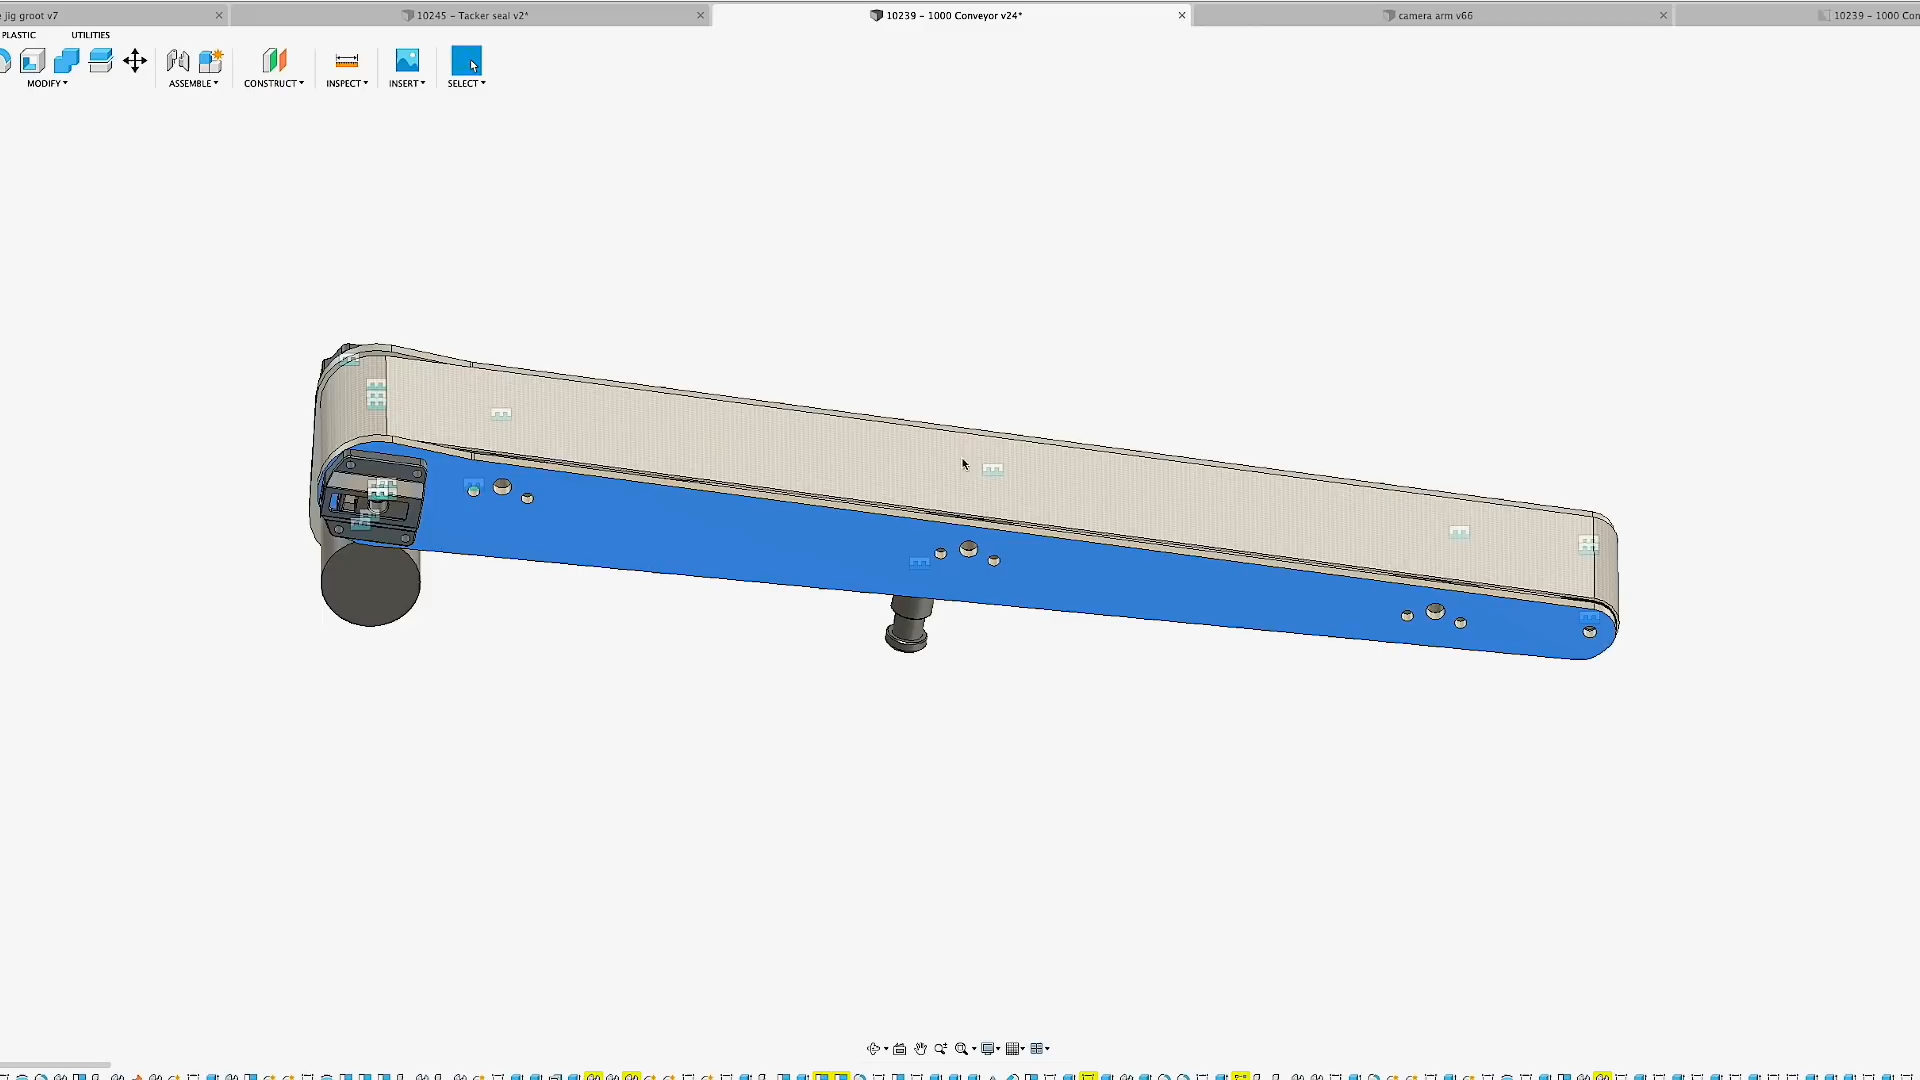 e jig groot v7
10245 - Tacker seal v2*
10239 - 1000 Conveyor v24*
camera arm v66
10239 - 1000 Con
PLASTIC
UTILITIES
MODIFY
ASSEMBLE
CONSTRUCT
INSPECT
INSERT
SELECT